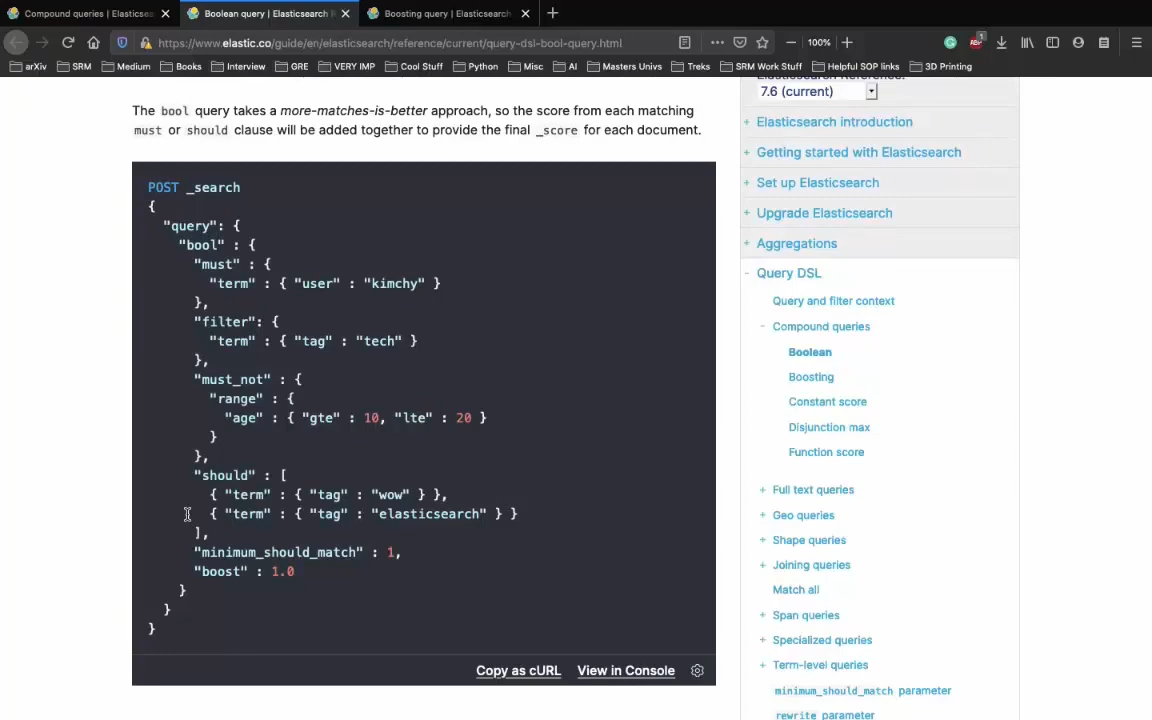 Compound queries | Elasticsea
Boolean query | Elasticsearch R
Boosting query | Elasticsearch
https://www.elastic.co/guide/en/elasticsearch/reference/current/query-dsl-bool-query.html
100%
1
arXiv SRM Medium Books Interview GRE VERY IMP Cool Stuff Python Misc AI Masters Univs Treks SRM Work Stuff Helpful SOP links 3D Printing
The bool query takes a more-matches-is-better approach, so the score from each matching
must or should clause will be added together to provide the final _score for each document.
POST _search
{
"query": {
"bool" : {
"must" : {
"term" : { "user" : "kimchy" }
},
"filter": {
"term" : { "tag" : "tech" }
},
"must_not" : {
"range" : {
"age" : { "gte" : 10, "lte" : 20 }
}
},
"should" : [
{ "term" : { "tag" : "wow" } },
{ "term" : { "tag" : "elasticsearch" } }
],
"minimum_should_match" : 1,
"boost" : 1.0
}
}
}
Copy as cURL View in Console
Elasticsearch Reference:
7.6 (current)
+ Elasticsearch introduction
+ Getting started with Elasticsearch
+ Set up Elasticsearch
+ Upgrade Elasticsearch
+ Aggregations
- Query DSL
Query and filter context
- Compound queries
Boolean
Boosting
Constant score
Disjunction max
Function score
+ Full text queries
+ Geo queries
+ Shape queries
+ Joining queries
Match all
+ Span queries
+ Specialized queries
+ Term-level queries
minimum_should_match parameter
rewrite parameter